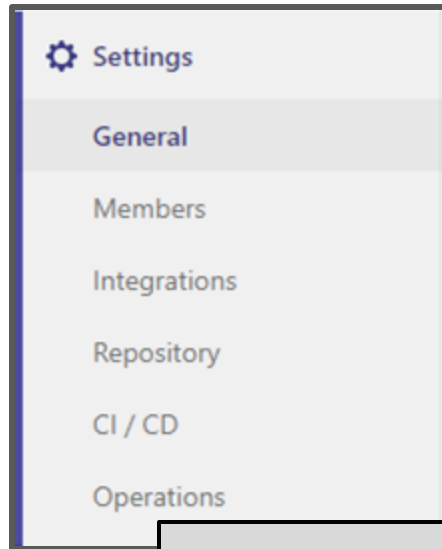 Settings
General
Members
Integrations
Repository
CI / CD
Operations